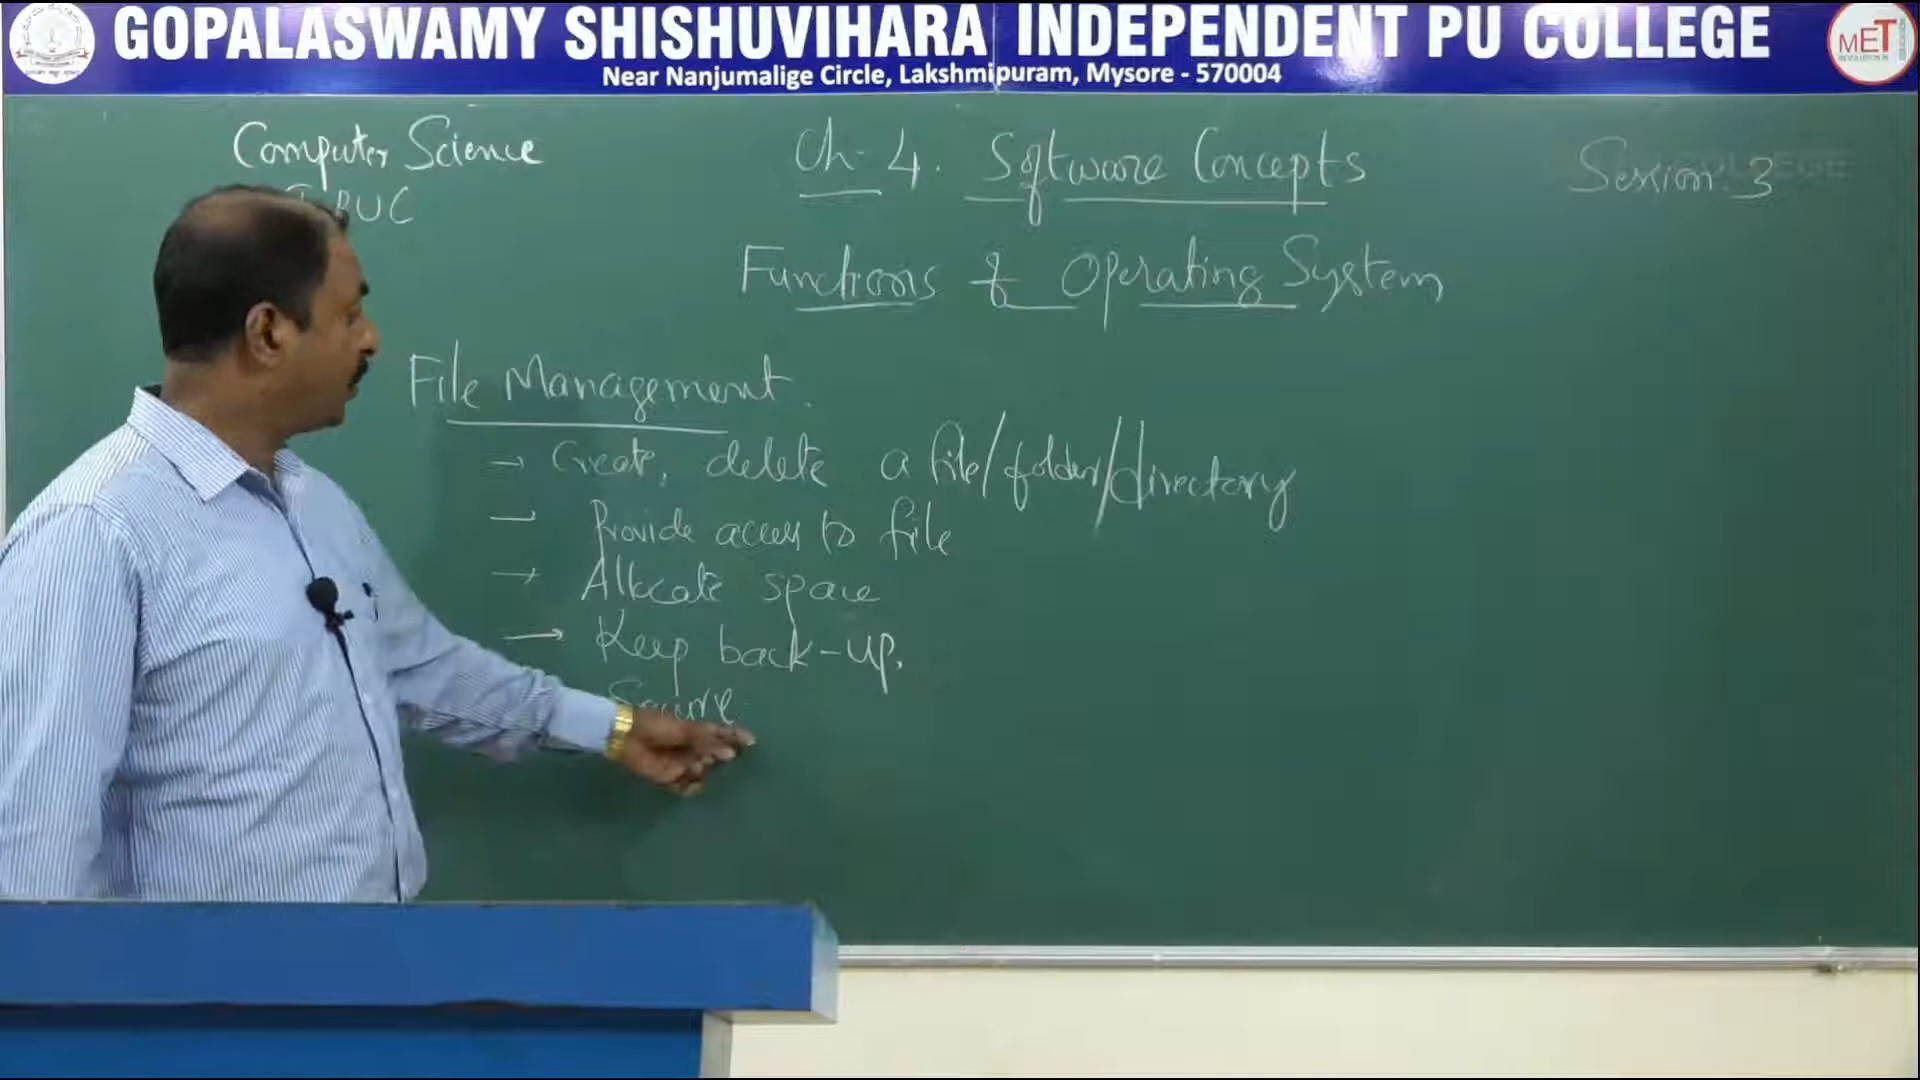 GOPALASWAMY SHISHUVIHARA INDEPENDENT PU COLLEGE
Near Nanjumalige Circle, Lakshmipuram, Mysore - 570004
MET
Computer Science
PUC
Ch- 4. Software Concepts
Session: 3
Functions of Operating System
File Management.
→ Create, delete a file/folder/directory
— Provide access to file
→ Allocate space
→ Keep back-up.
Secure